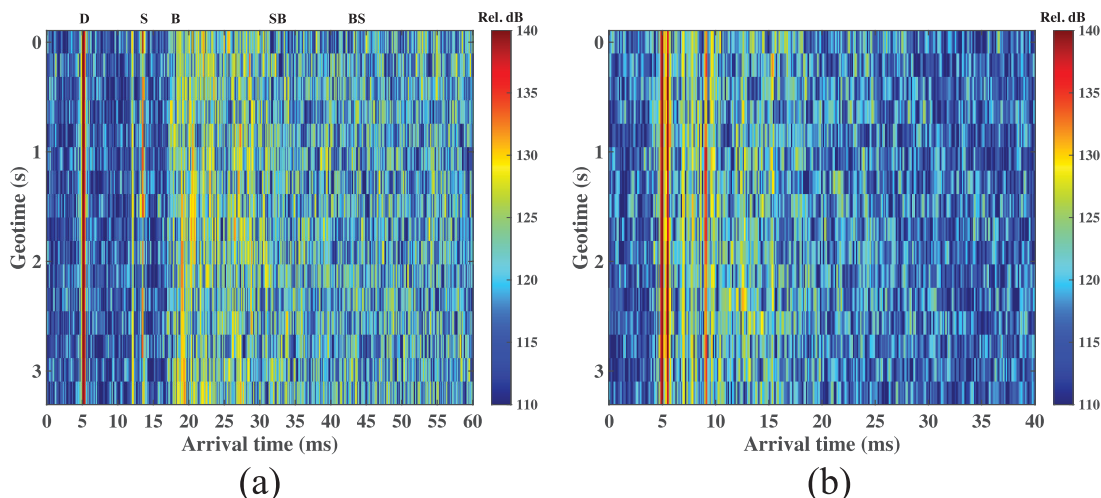 D S B SB BS Rel. dB
0
1
2
3
Geotime (s)
0 5 10 15 20 25 30 35 40 45 50 55 60
Arrival time (ms)
140
135
130
125
120
115
110
(a)
Rel. dB
0
1
2
3
Geotime (s)
0 5 10 15 20 25 30 35 40
Arrival time (ms)
140
135
130
125
120
115
110
(b)